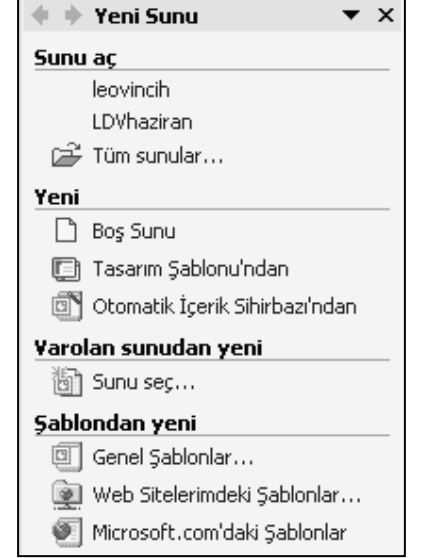 Yeni Sunu
Sunu aç
leovincih
LDVhaziran
Tüm sunular...
Yeni
Boş Sunu
Tasarım Şablonu'ndan
Otomatik İçerik Sihirbazı'ndan
Varolan sunudan yeni
Sunu seç...
Şablondan yeni
Genel Şablonlar...
Web Sitelerimdeki Şablonlar...
Microsoft.com'daki Şablonlar